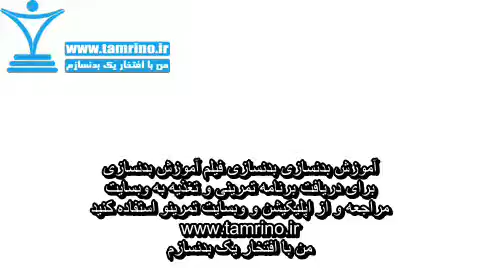 www.tamrino.ir
من با افتخار یک بدنسازم
آموزش بدنسازی بدنسازی فیلم آموزش بدنسازی
برای دریافت برنامه تمرینی و تغذیه به وبسایت
مراجعه و از اپلیکیشن و وبسایت تمرینو استفاده کنید
www.tamrino.ir
من با افتخار یک بدنسازم